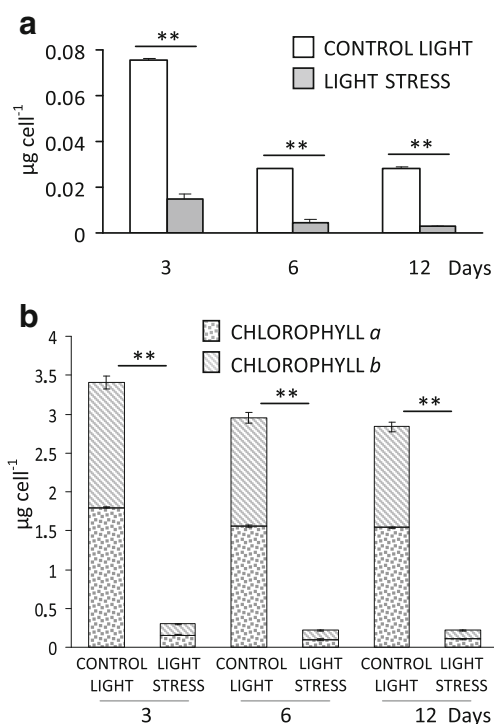 a
0.08
0.06
0.04
0.02
0
µg cell-1
**
**
**
CONTROL LIGHT
LIGHT STRESS
3 6 12 Days
b
4
3.5
3
2.5
2
1.5
1
0.5
0
µg cell-1
CHLOROPHYLL a
CHLOROPHYLL b
**
**
**
CONTROL LIGHT CONTROL LIGHT CONTROL LIGHT
LIGHT STRESS LIGHT STRESS LIGHT STRESS
3 6 12 Days